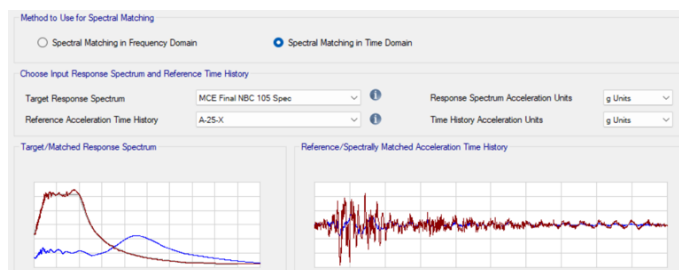 Method to Use for Spectral Matching
Spectral Matching in Frequency Domain Spectral Matching in Time Domain
Choose Input Response Spectrum and Reference Time History
Target Response Spectrum MCE Final NBC 105 Spec Response Spectrum Acceleration Units g Units
Reference Acceleration Time History A-25-X Time History Acceleration Units g Units
Target/Matched Response Spectrum Reference/Spectrally Matched Acceleration Time History